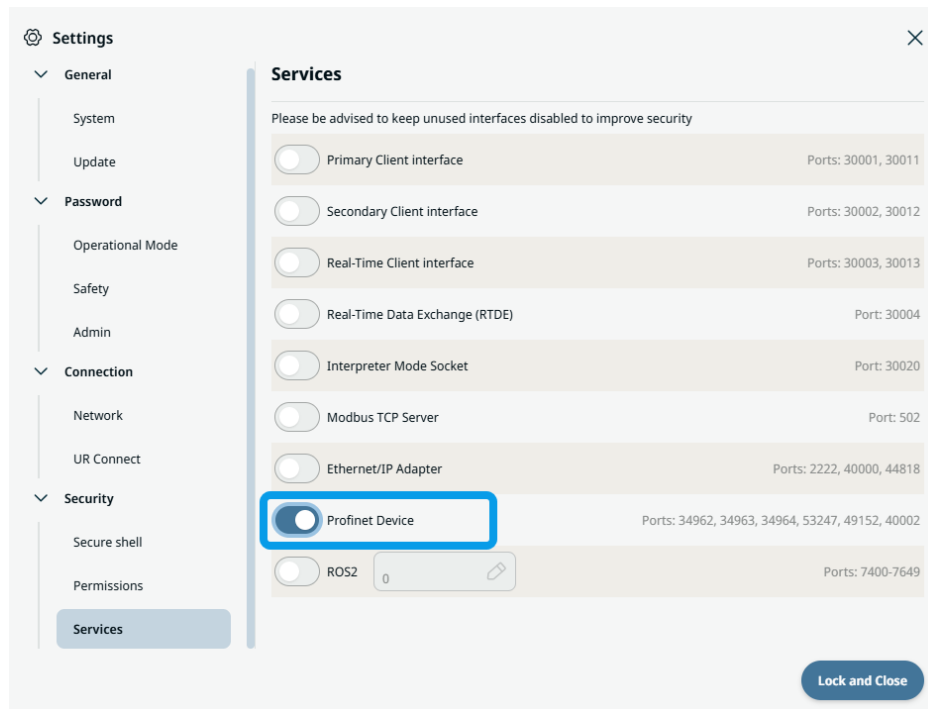 Settings
General
System
Update
Password
Operational Mode
Safety
Admin
Connection
Network
UR Connect
Security
Secure shell
Permissions
Services
Services
Please be advised to keep unused interfaces disabled to improve security
Primary Client interface Ports: 30001, 30011
Secondary Client interface Ports: 30002, 30012
Real-Time Client interface Ports: 30003, 30013
Real-Time Data Exchange (RTDE) Port: 30004
Interpreter Mode Socket Port: 30020
Modbus TCP Server Port: 502
Ethernet/IP Adapter Ports: 2222, 40000, 44818
Profinet Device Ports: 34962, 34963, 34964, 53247, 49152, 40002
ROS2 0 Ports: 7400-7649
Lock and Close